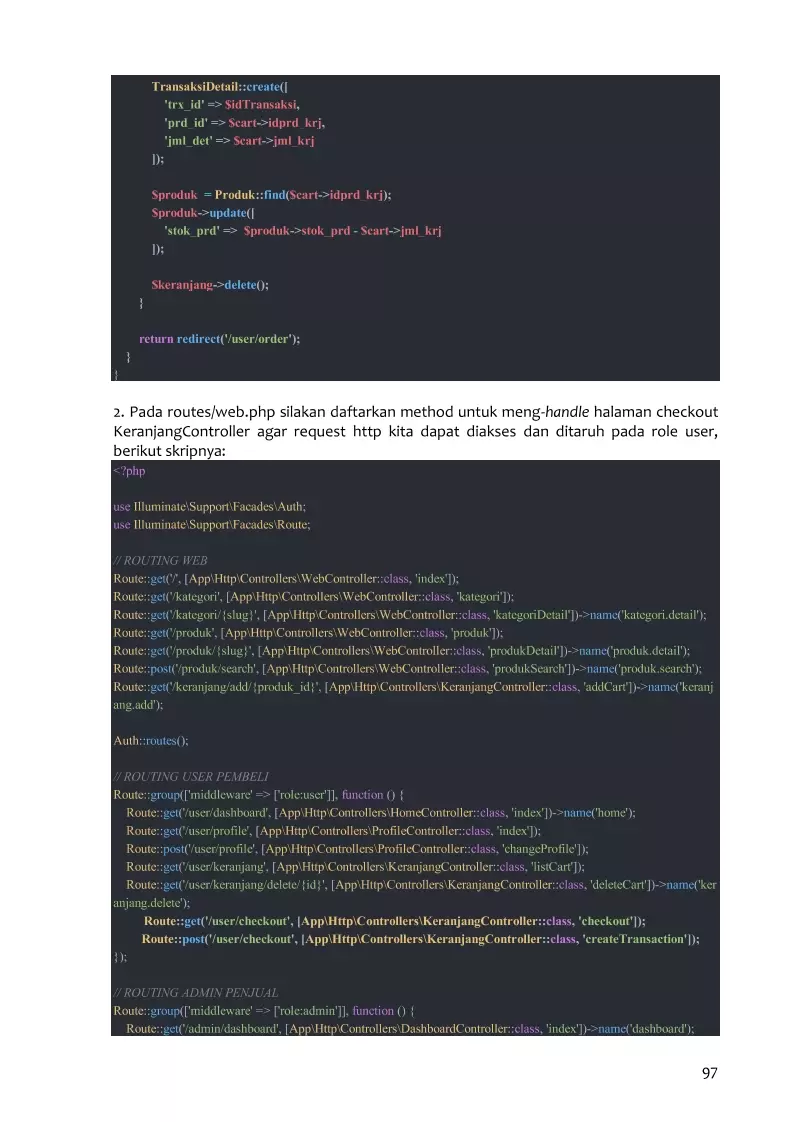 TransaksiDetail::create([
'trx_id' => $idTransaksi,
'prd_id' => $cart->idprd_krj,
'jml_det' => $cart->jml_krj
]);
$produk = Produk::find($cart->idprd_krj);
$produk->update([
'stok_prd' => $produk->stok_prd - $cart->jml_krj
]);
$keranjang->delete();
}
return redirect('/user/order');
}
}
2. Pada routes/web.php silakan daftarkan method untuk meng-handle halaman checkout
KeranjangController agar request http kita dapat diakses dan ditaruh pada role user,
berikut skripnya:
<?php
use Illuminate\Support\Facades\Auth;
use Illuminate\Support\Facades\Route;
// ROUTING WEB
Route::get('/', [App\Http\Controllers\WebController::class, 'index']);
Route::get('/kategori', [App\Http\Controllers\WebController::class, 'kategori']);
Route::get('/kategori/{slug}', [App\Http\Controllers\WebController::class, 'kategoriDetail'])->name('kategori.detail');
Route::get('/produk', [App\Http\Controllers\WebController::class, 'produk']);
Route::get('/produk/{slug}', [App\Http\Controllers\WebController::class, 'produkDetail'])->name('produk.detail');
Route::post('/produk/search', [App\Http\Controllers\WebController::class, 'produkSearch'])->name('produk.search');
Route::get('/keranjang/add/{produk_id}', [App\Http\Controllers\KeranjangController::class, 'addCart'])->name('keranj
ang.add');
Auth::routes();
// ROUTING USER PEMBELI
Route::group(['middleware' => ['role:user']], function () {
Route::get('/user/dashboard', [App\Http\Controllers\HomeController::class, 'index'])->name('home');
Route::get('/user/profile', [App\Http\Controllers\ProfileController::class, 'index']);
Route::post('/user/profile', [App\Http\Controllers\ProfileController::class, 'changeProfile']);
Route::get('/user/keranjang', [App\Http\Controllers\KeranjangController::class, 'listCart']);
Route::get('/user/keranjang/delete/{id}', [App\Http\Controllers\KeranjangController::class, 'deleteCart'])->name('ker
anjang.delete');
Route::get('/user/checkout', [App\Http\Controllers\KeranjangController::class, 'checkout']);
Route::post('/user/checkout', [App\Http\Controllers\KeranjangController::class, 'createTransaction']);
});
// ROUTING ADMIN PENJUAL
Route::group(['middleware' => ['role:admin']], function () {
Route::get('/admin/dashboard', [App\Http\Controllers\DashboardController::class, 'index'])->name('dashboard');
97